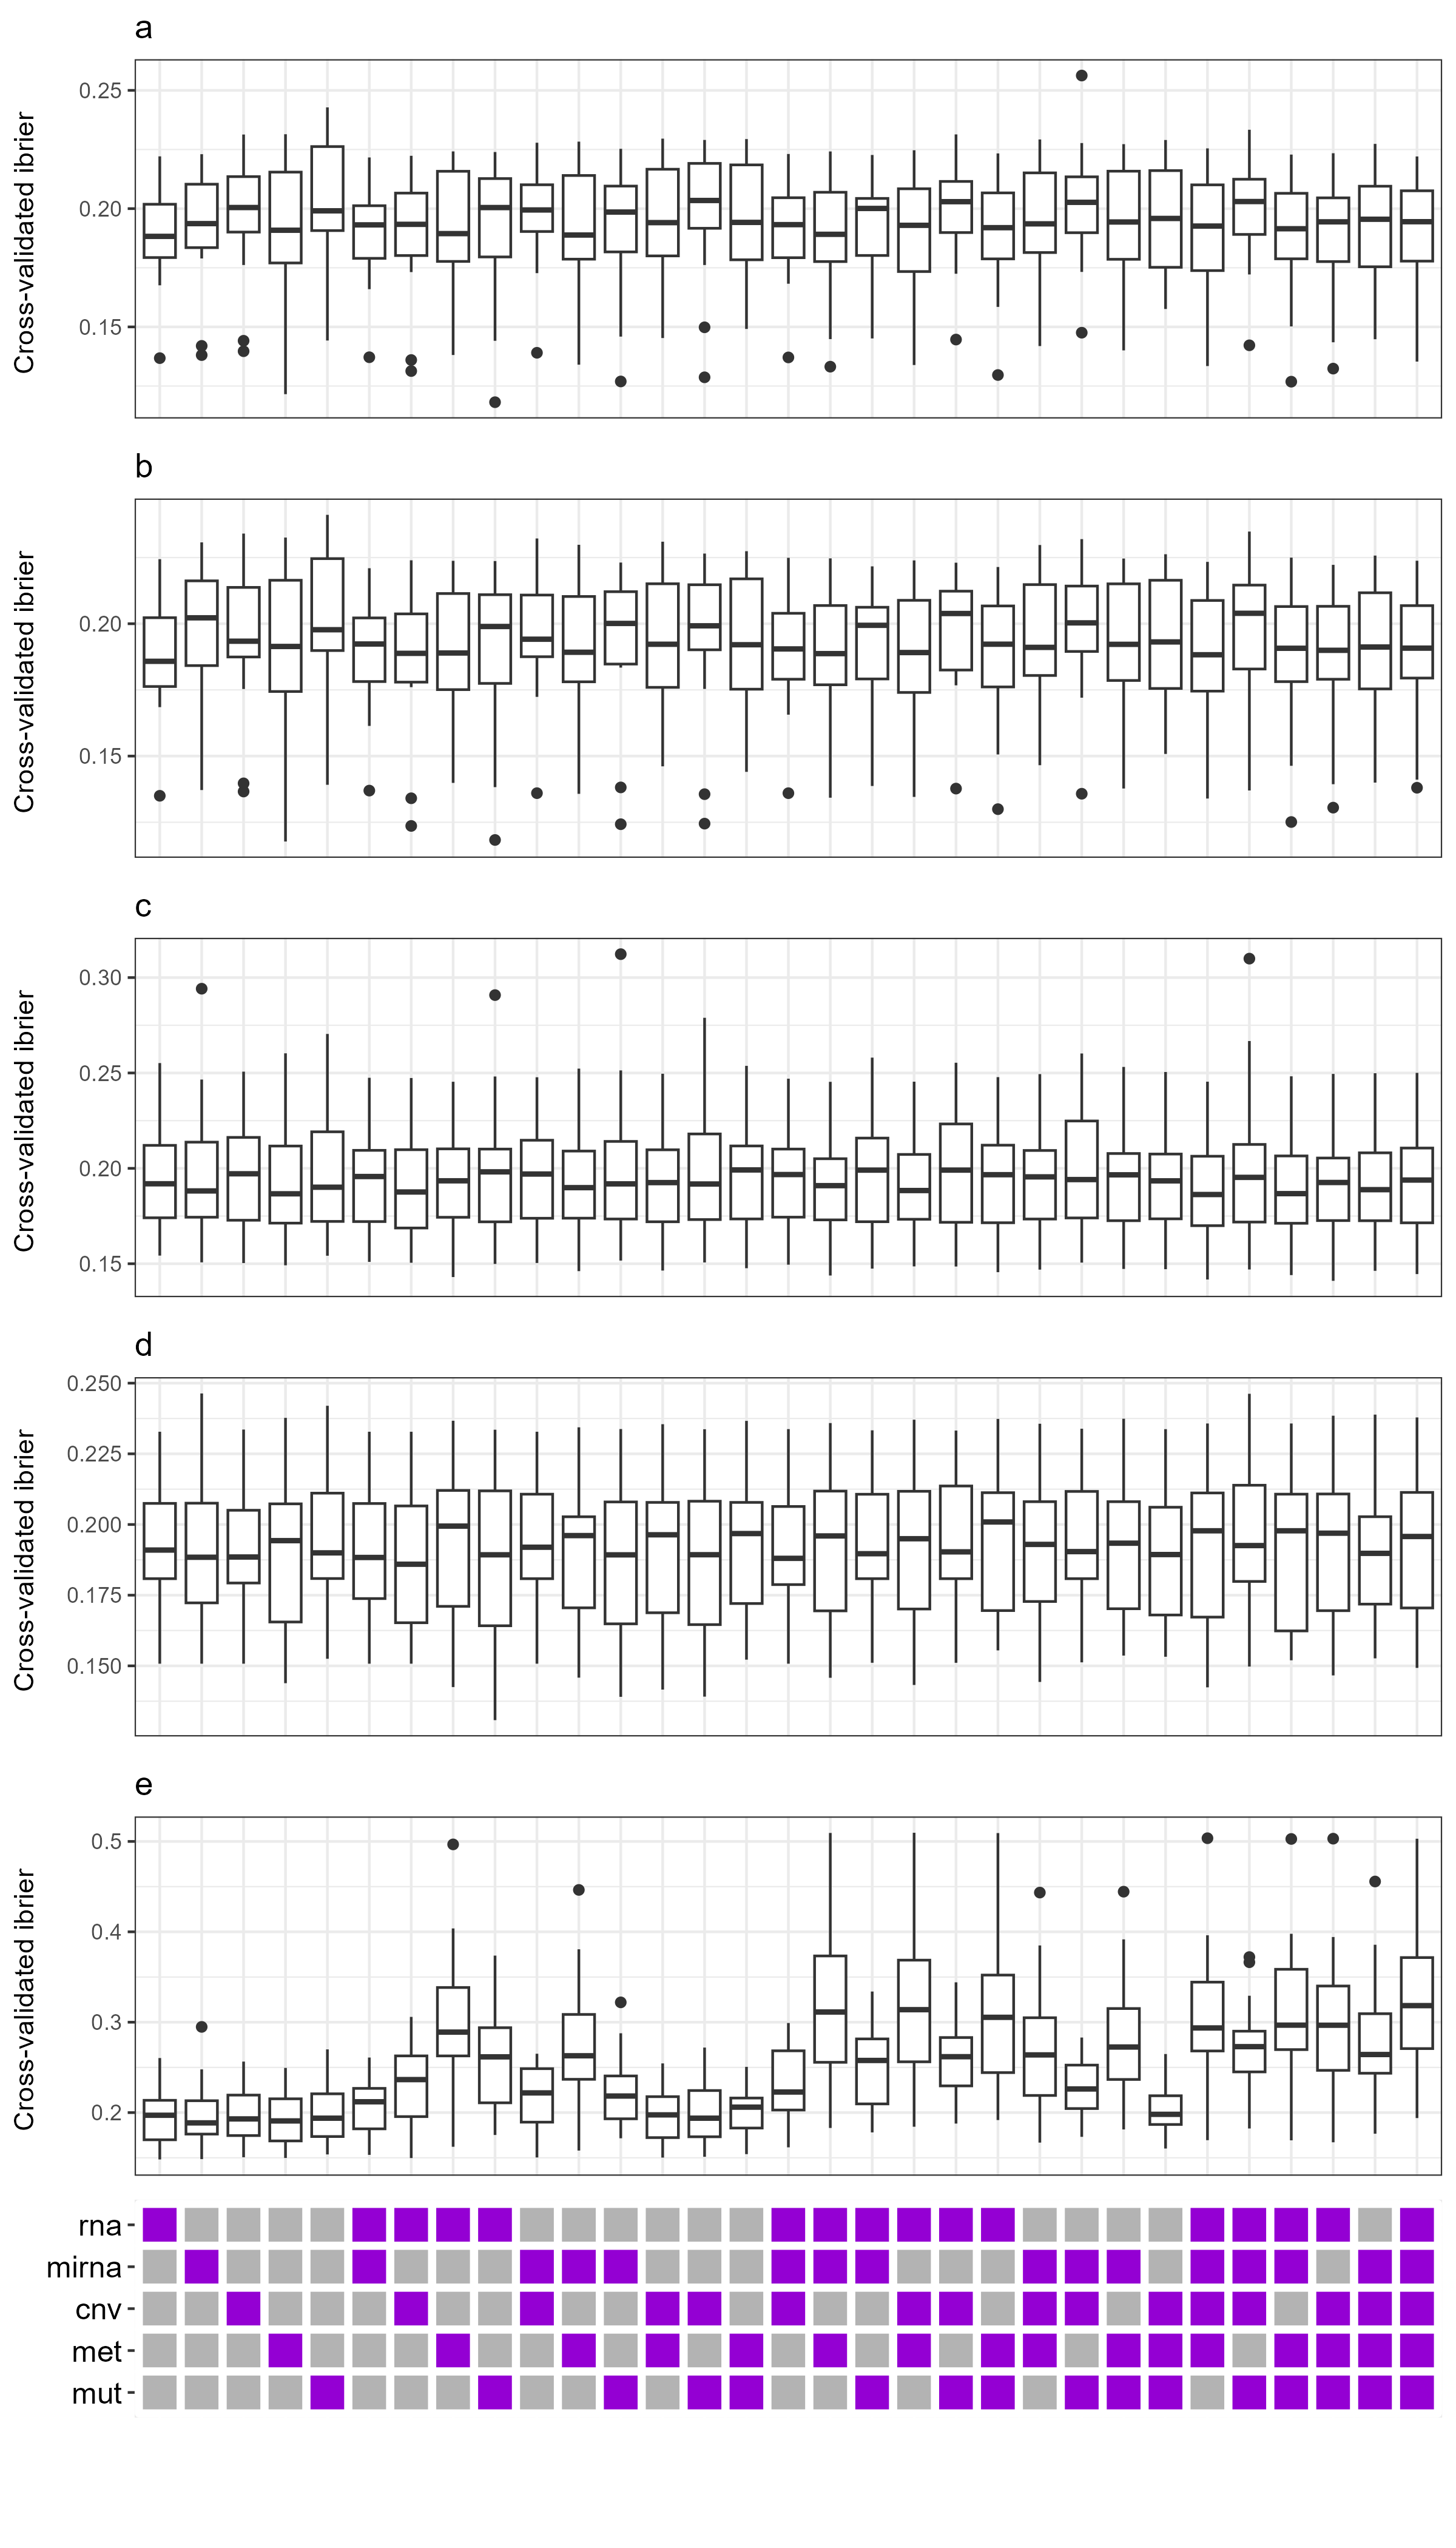 a
Cross-validated ibrier
0.25
0.20
0.15
b
Cross-validated ibrier
0.20
0.15
c
Cross-validated ibrier
0.30
0.25
0.20
0.15
d
Cross-validated ibrier
0.250
0.225
0.200
0.175
0.150
e
Cross-validated ibrier
0.5
0.4
0.3
0.2
rna
mirna
cnv
met
mut